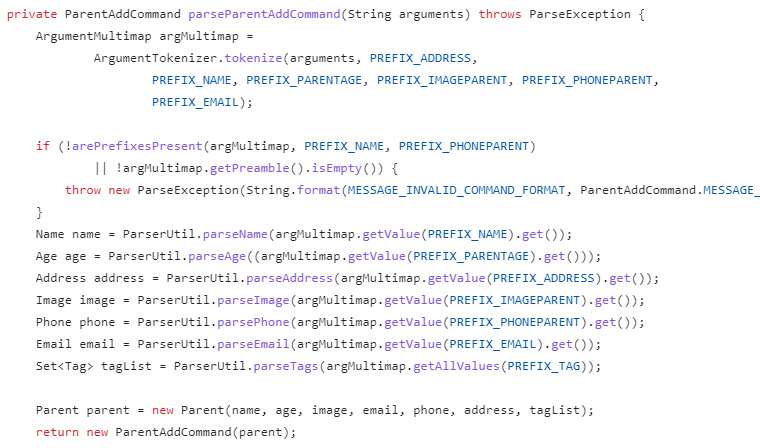 private ParentAddCommand parseParentAddCommand(String arguments) throws ParseException {
ArgumentMultimap argMultimap =
ArgumentTokenizer.tokenize(arguments, PREFIX_ADDRESS,
PREFIX_NAME, PREFIX_PARENTAGE, PREFIX_IMAGEPARENT, PREFIX_PHONEPARENT,
PREFIX_EMAIL);
if (!arePrefixesPresent(argMultimap, PREFIX_NAME, PREFIX_PHONEPARENT)
|| !argMultimap.getPreamble().isEmpty()) {
throw new ParseException(String.format(MESSAGE_INVALID_COMMAND_FORMAT, ParentAddCommand.MESSAGE_
}
Name name = ParserUtil.parseName(argMultimap.getValue(PREFIX_NAME).get());
Age age = ParserUtil.parseAge((argMultimap.getValue(PREFIX_PARENTAGE).get()));
Address address = ParserUtil.parseAddress(argMultimap.getValue(PREFIX_ADDRESS).get());
Image image = ParserUtil.parseImage(argMultimap.getValue(PREFIX_IMAGEPARENT).get());
Phone phone = ParserUtil.parsePhone(argMultimap.getValue(PREFIX_PHONEPARENT).get());
Email email = ParserUtil.parseEmail(argMultimap.getValue(PREFIX_EMAIL).get());
Set<Tag> tagList = ParserUtil.parseTags(argMultimap.getAllValues(PREFIX_TAG));
Parent parent = new Parent(name, age, image, email, phone, address, tagList);
return new ParentAddCommand(parent);